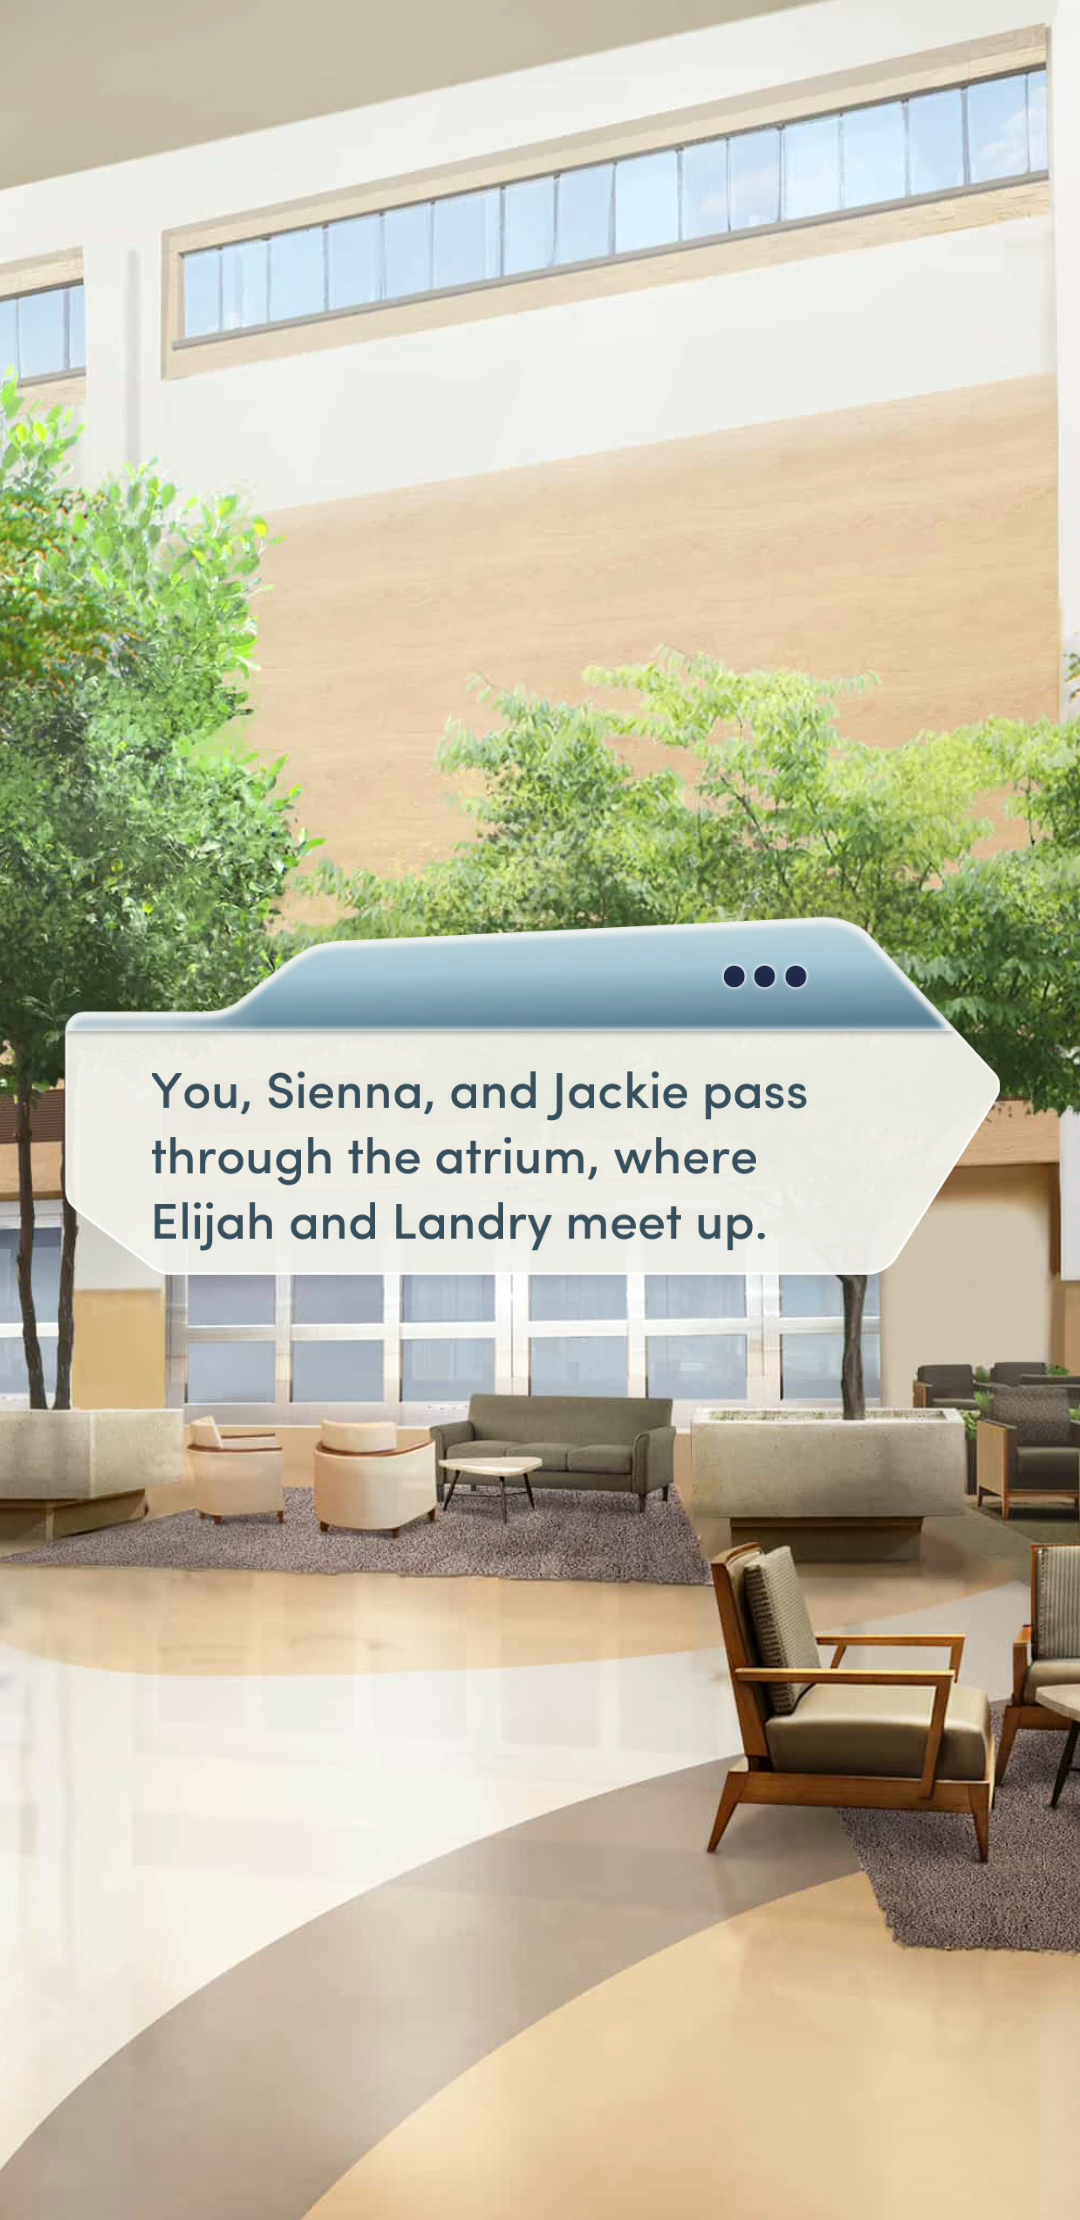 You, Sienna, and Jackie pass
through the atrium, where
Elijah and Landry meet up.